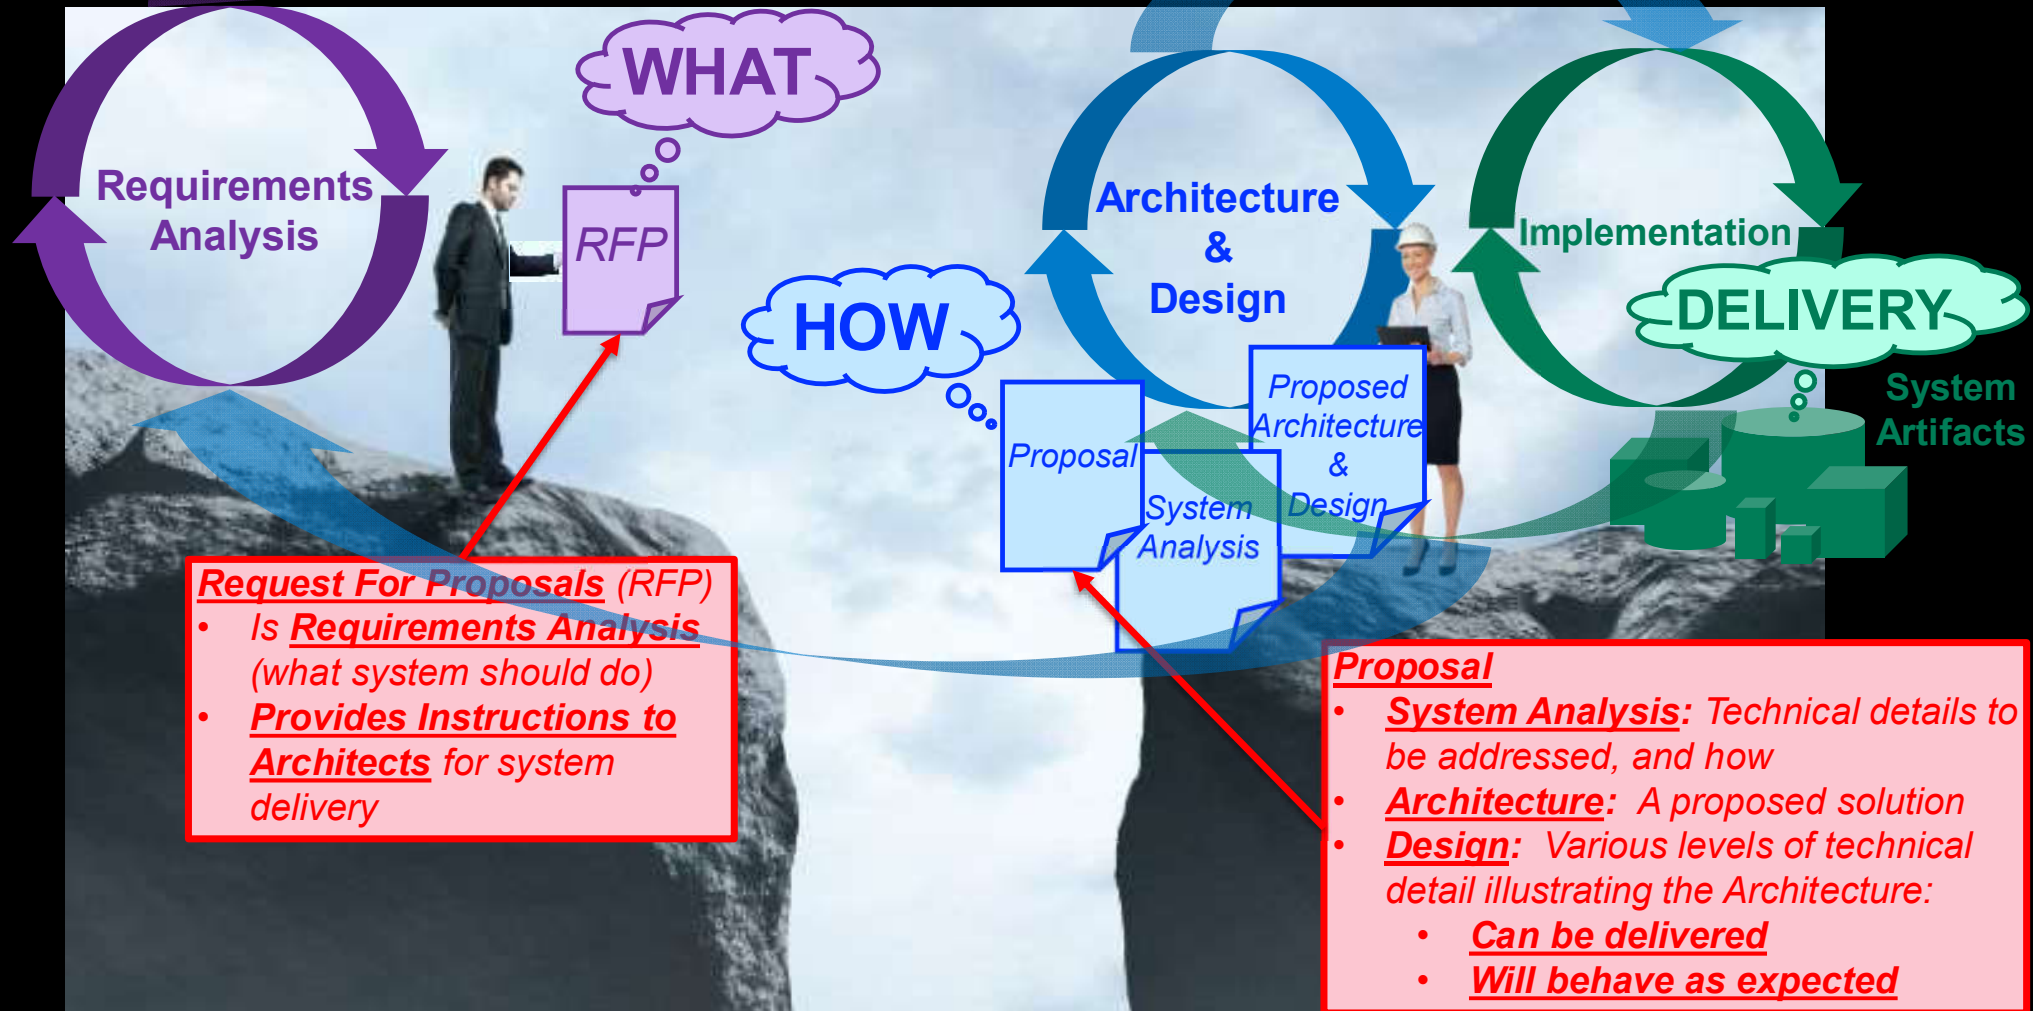 WHAT
Requirements
Analysis
RFP
Architecture
&
Design
Implementation
DELIVERY
System
Artifacts
HOW
Proposal
System
Analysis
Proposed
Architecture
&
Design
Request For Proposals (RFP)
• Is Requirements Analysis
(what system should do)
• Provides Instructions to
Architects for system
delivery
Proposal
• System Analysis: Technical details to
be addressed, and how
• Architecture: A proposed solution
• Design: Various levels of technical
detail illustrating the Architecture:
• Can be delivered
• Will behave as expected